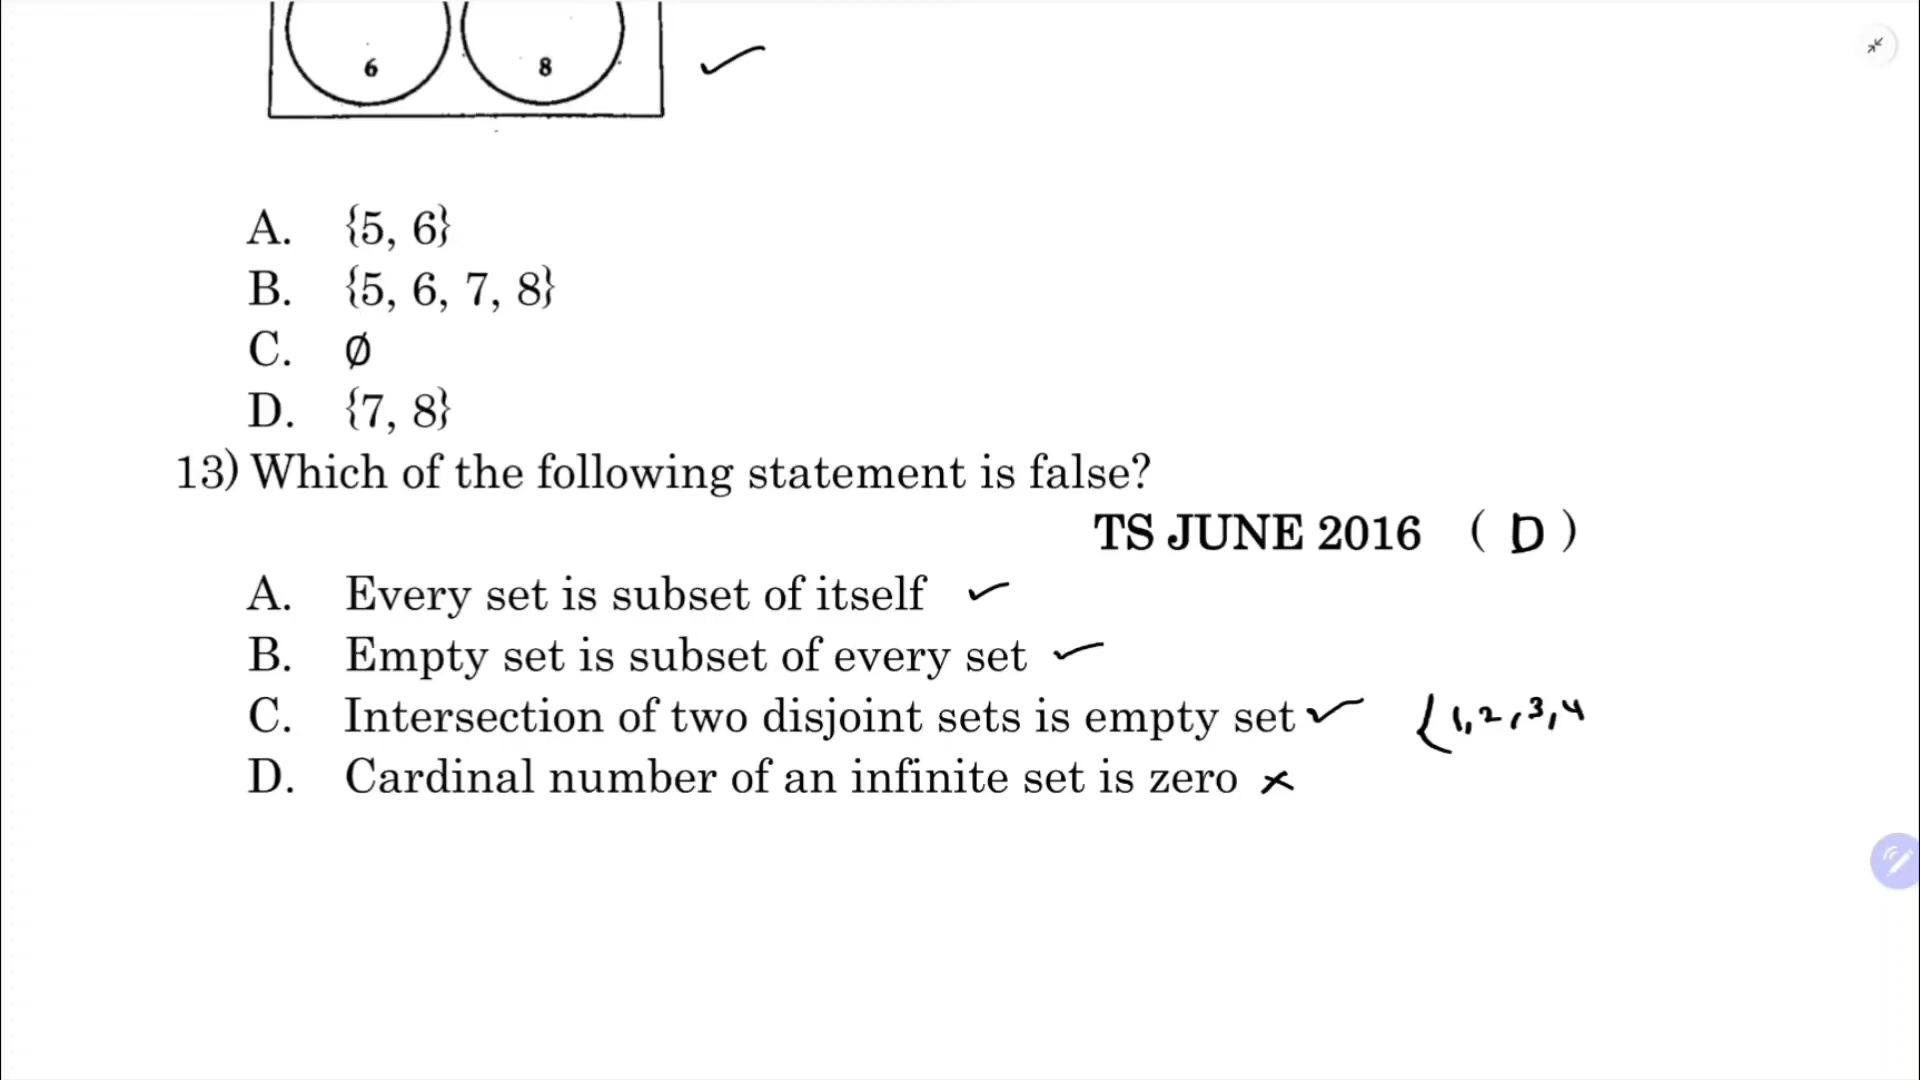 6 8
A. {5, 6}
B. {5, 6, 7, 8}
C. ∅
D. {7, 8}
13) Which of the following statement is false?
TS JUNE 2016 ( D )
A. Every set is subset of itself ✓
B. Empty set is subset of every set ✓
C. Intersection of two disjoint sets is empty set ✓ {1,2,3,4
D. Cardinal number of an infinite set is zero ×